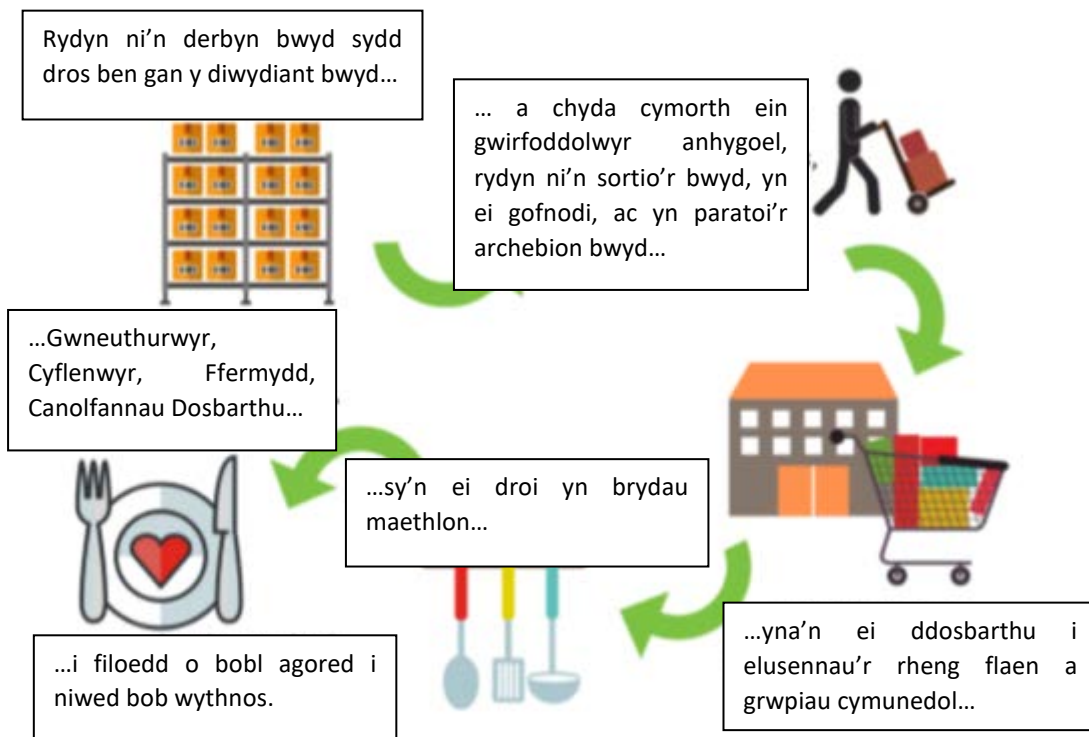 Rydyn ni’n derbyn bwyd sydd
dros ben gan y diwydiant bwyd…
…Gwneuthurwyr,
Cyflenwyr, Ffermydd,
Canolfannau Dosbarthu…
… a chyda cymorth ein
gwirfoddolwyr anhygoel,
rydyn ni’n sortio’r bwyd, yn
ei gofnodi, ac yn paratoi’r
archebion bwyd…
…yna’n ei ddosbarthu i
elusennau’r rheng flaen a
grwpiau cymunedol…
…sy’n ei droi yn brydau
maethlon…
…i filoedd o bobl agored i
niwed bob wythnos.